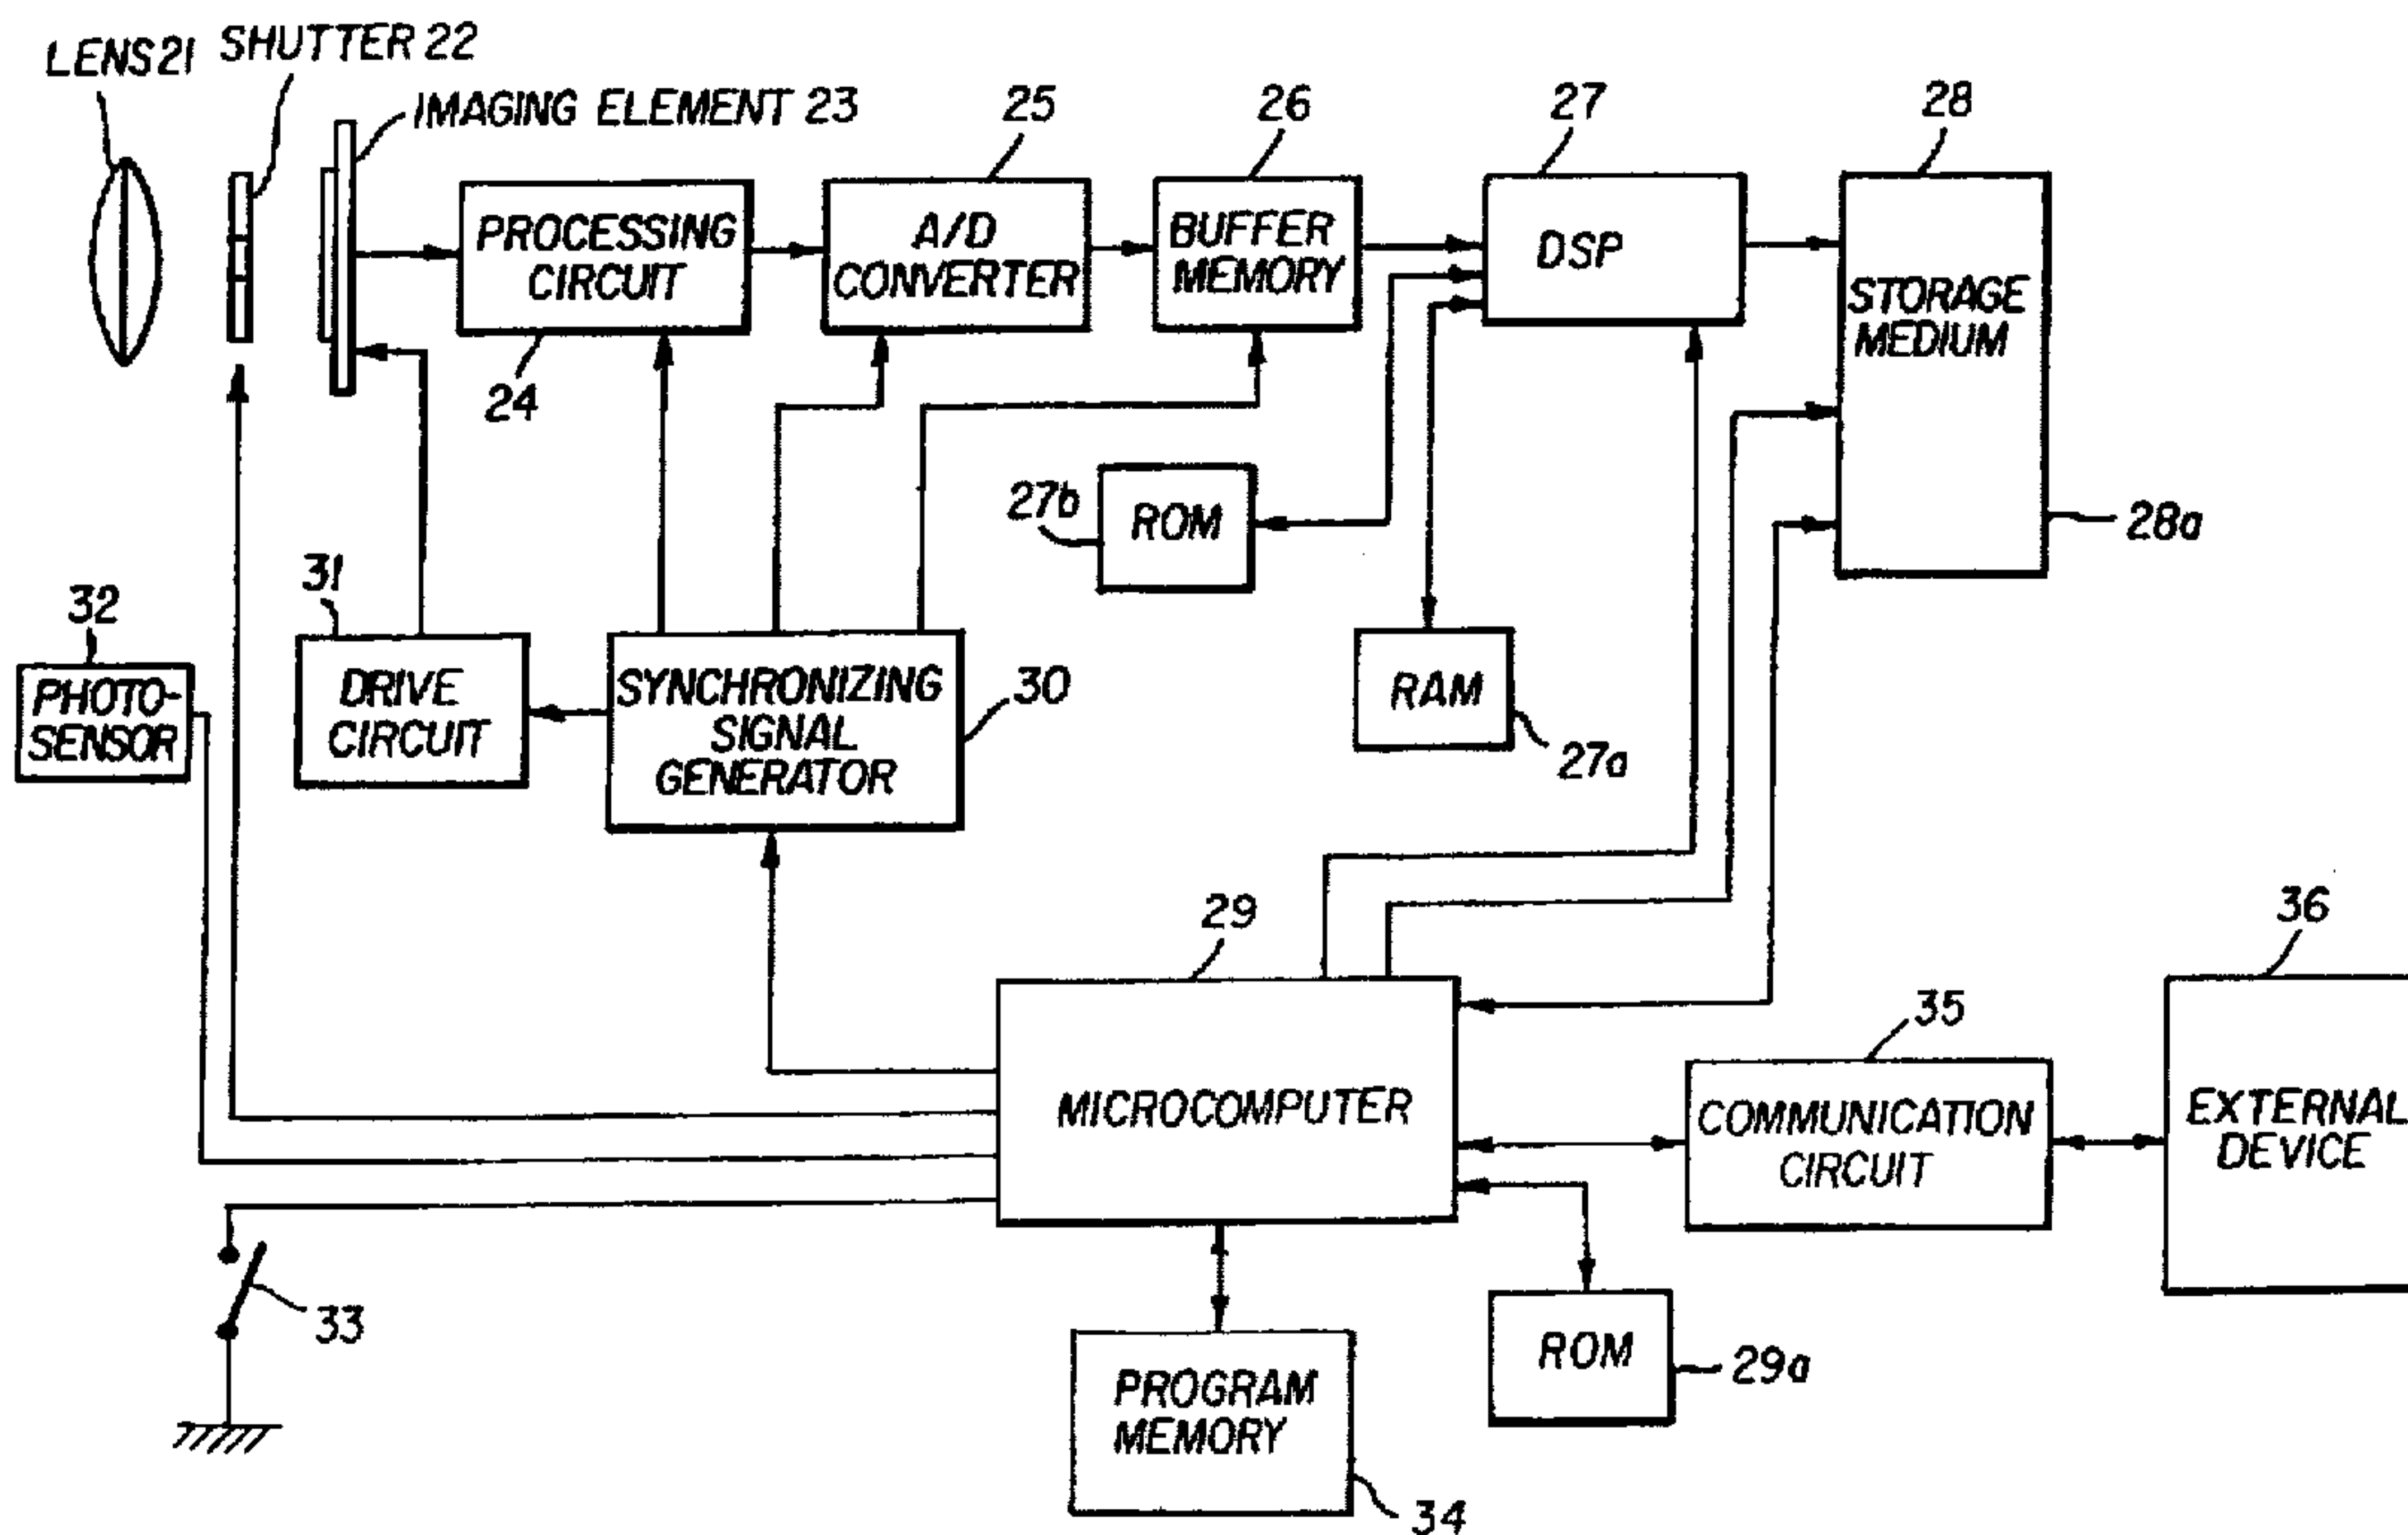 LENS 21
SHUTTER 22
IMAGING ELEMENT 23
25
26
27
28
PROCESSING
CIRCUIT
24
A/D
CONVERTER
BUFFER
MEMORY
DSP
STORAGE
MEDIUM
28a
27b
ROM
RAM
27a
31
32
PHOTO-
SENSOR
DRIVE
CIRCUIT
SYNCHRONIZING
SIGNAL
GENERATOR
30
29
MICROCOMPUTER
35
COMMUNICATION
CIRCUIT
36
EXTERNAL
DEVICE
33
PROGRAM
MEMORY
34
ROM
29a